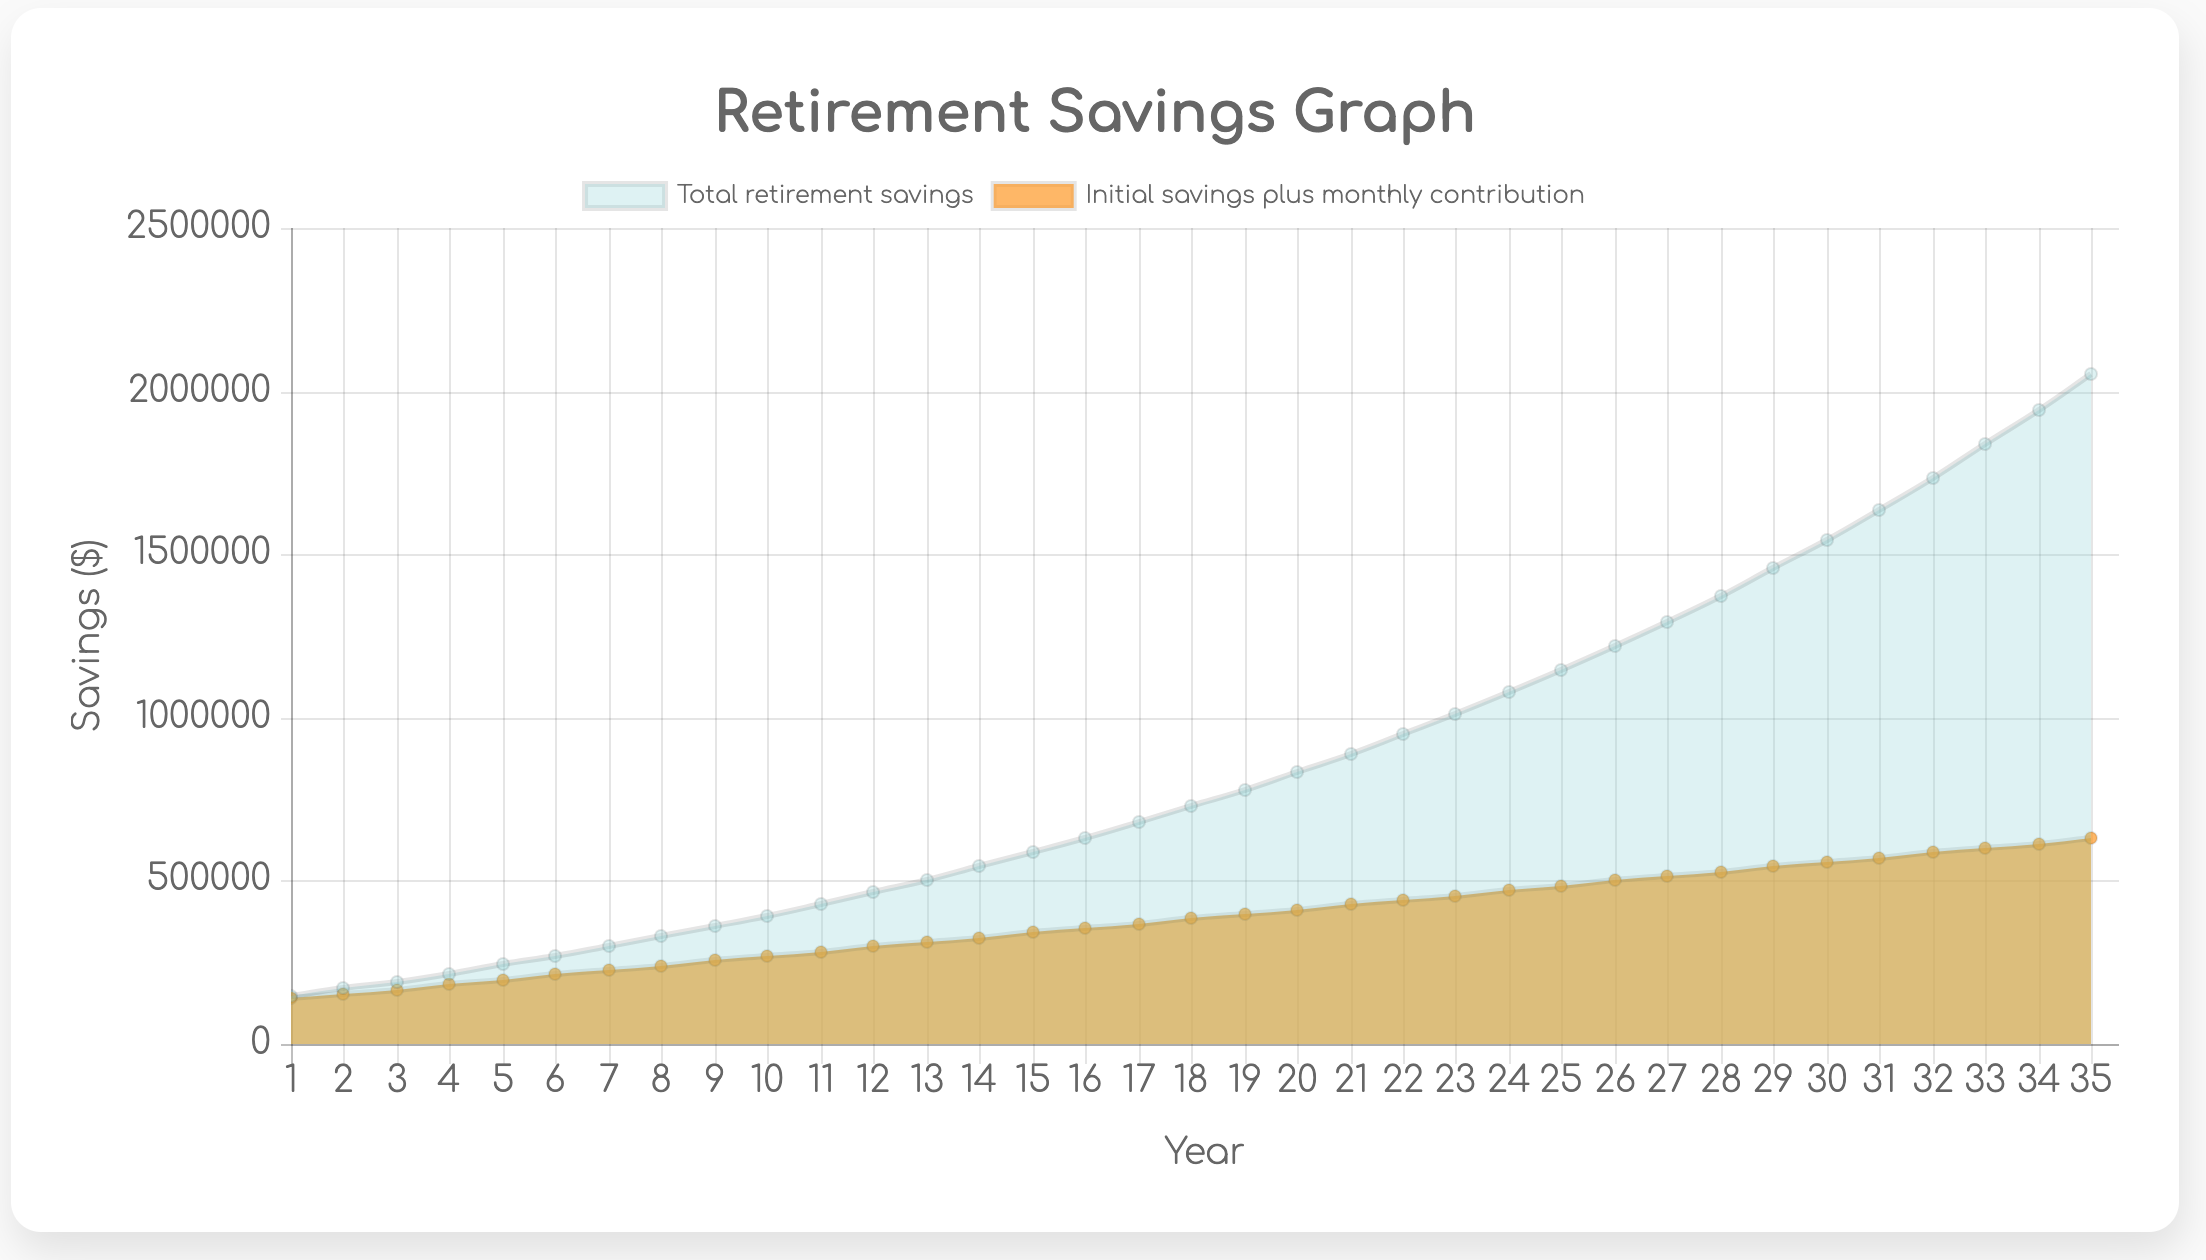 Retirement Savings Graph
Total retirement savings Initial savings plus monthly contribution
2500000
2000000
1500000
1000000
500000
0
Savings ($)
1 2 3 4 5 6 7 8 9 10 11 12 13 14 15 16 17 18 19 20 21 22 23 24 25 26 27 28 29 30 31 32 33 34 35
Year